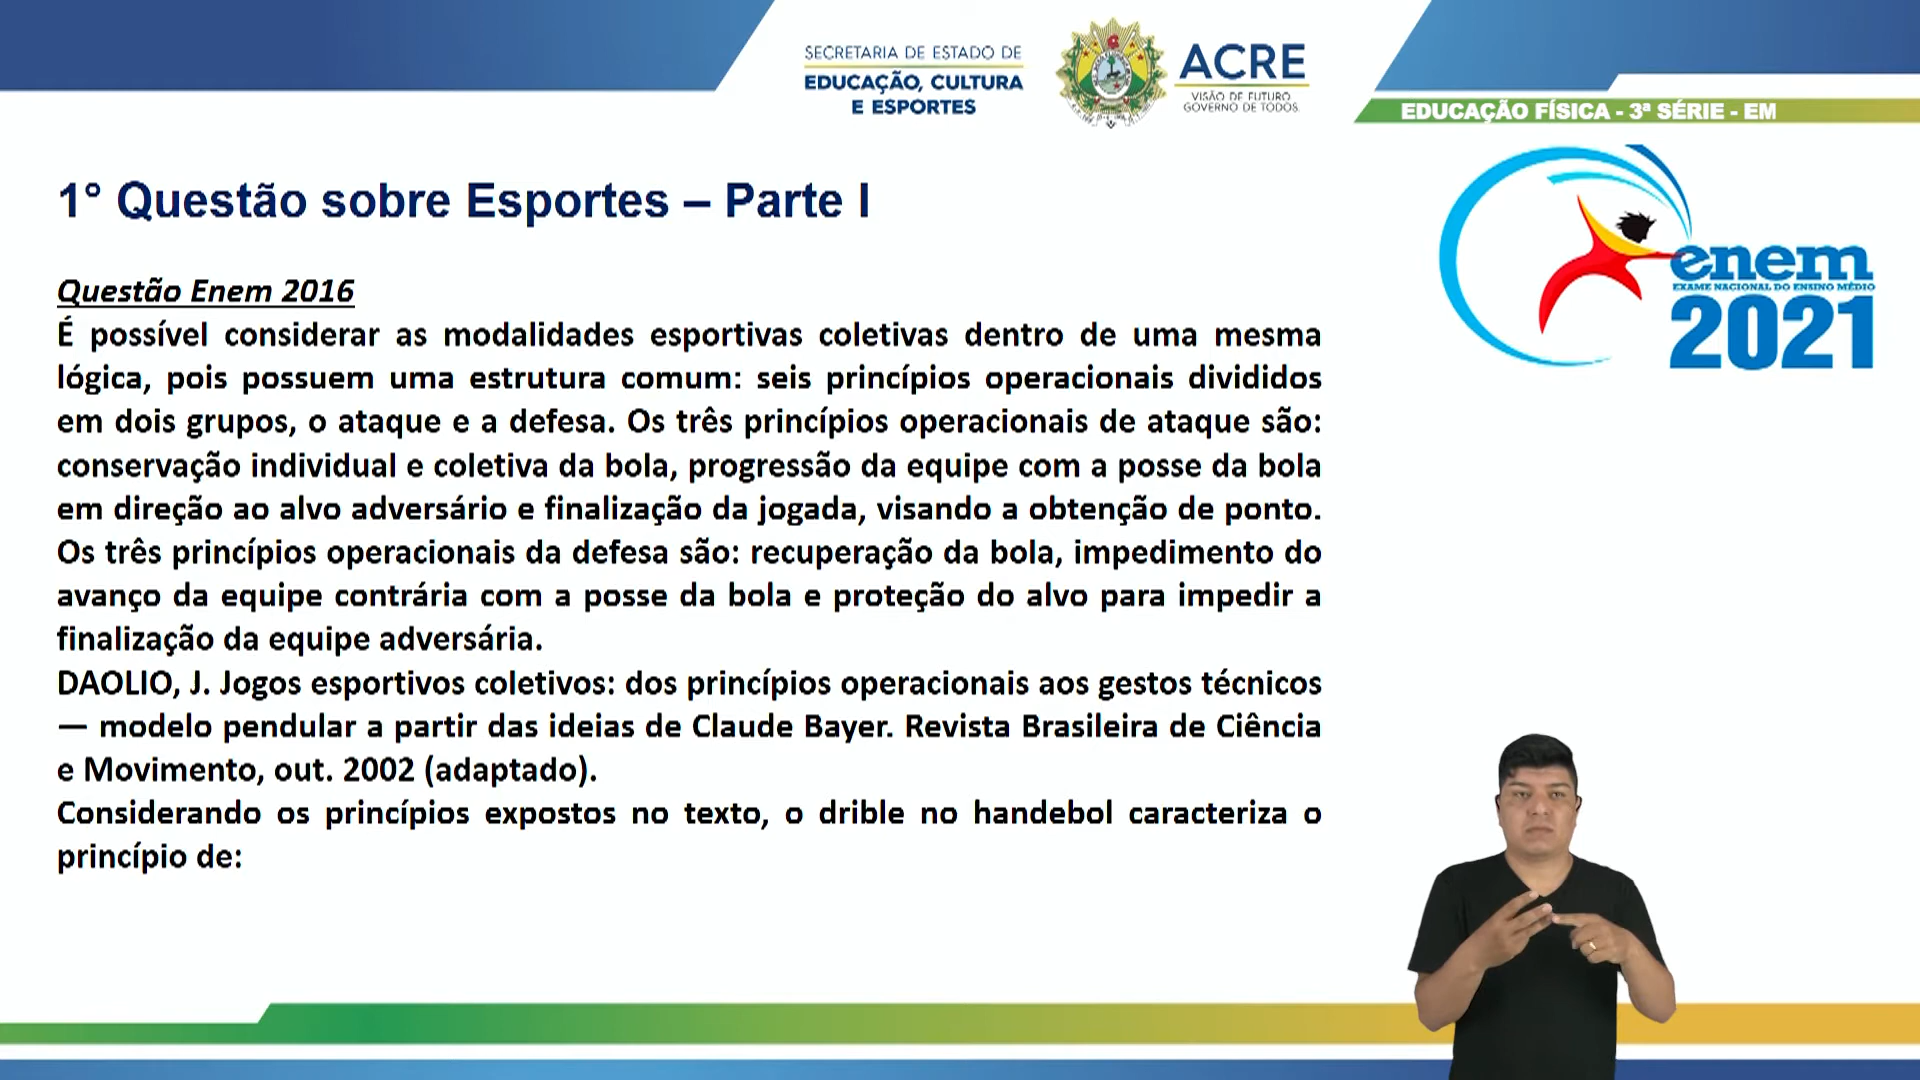 SECRETARIA DE ESTADO DE
EDUCAÇÃO, CULTURA
E ESPORTES
ACRE
VISÃO DE FUTURO
GOVERNO DE TODOS.
EDUCAÇÃO FÍSICA - 3ª SÉRIE - EM
1° Questão sobre Esportes – Parte I
enem
EXAME NACIONAL DO ENSINO MÉDIO
2021
Questão Enem 2016
É possível considerar as modalidades esportivas coletivas dentro de uma mesma
lógica, pois possuem uma estrutura comum: seis princípios operacionais divididos
em dois grupos, o ataque e a defesa. Os três princípios operacionais de ataque são:
conservação individual e coletiva da bola, progressão da equipe com a posse da bola
em direção ao alvo adversário e finalização da jogada, visando a obtenção de ponto.
Os três princípios operacionais da defesa são: recuperação da bola, impedimento do
avanço da equipe contrária com a posse da bola e proteção do alvo para impedir a
finalização da equipe adversária.
DAOLIO, J. Jogos esportivos coletivos: dos princípios operacionais aos gestos técnicos
— modelo pendular a partir das ideias de Claude Bayer. Revista Brasileira de Ciência
e Movimento, out. 2002 (adaptado).
Considerando os princípios expostos no texto, o drible no handebol caracteriza o
princípio de: